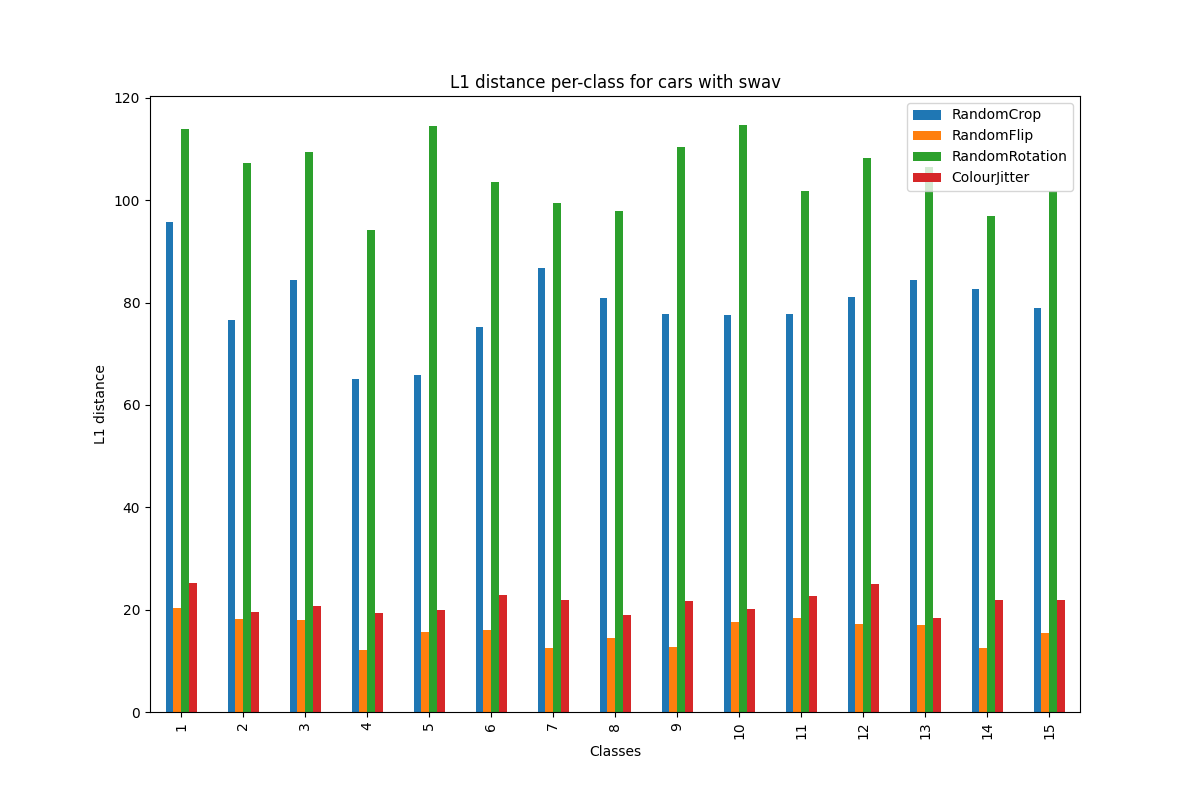 L1 distance per-class for cars with swav
120
100
80
60
40
20
0
L1 distance
RandomCrop
RandomFlip
RandomRotation
ColourJitter
1 2 3 4 5 6 7 8 9 10 11 12 13 14 15
Classes